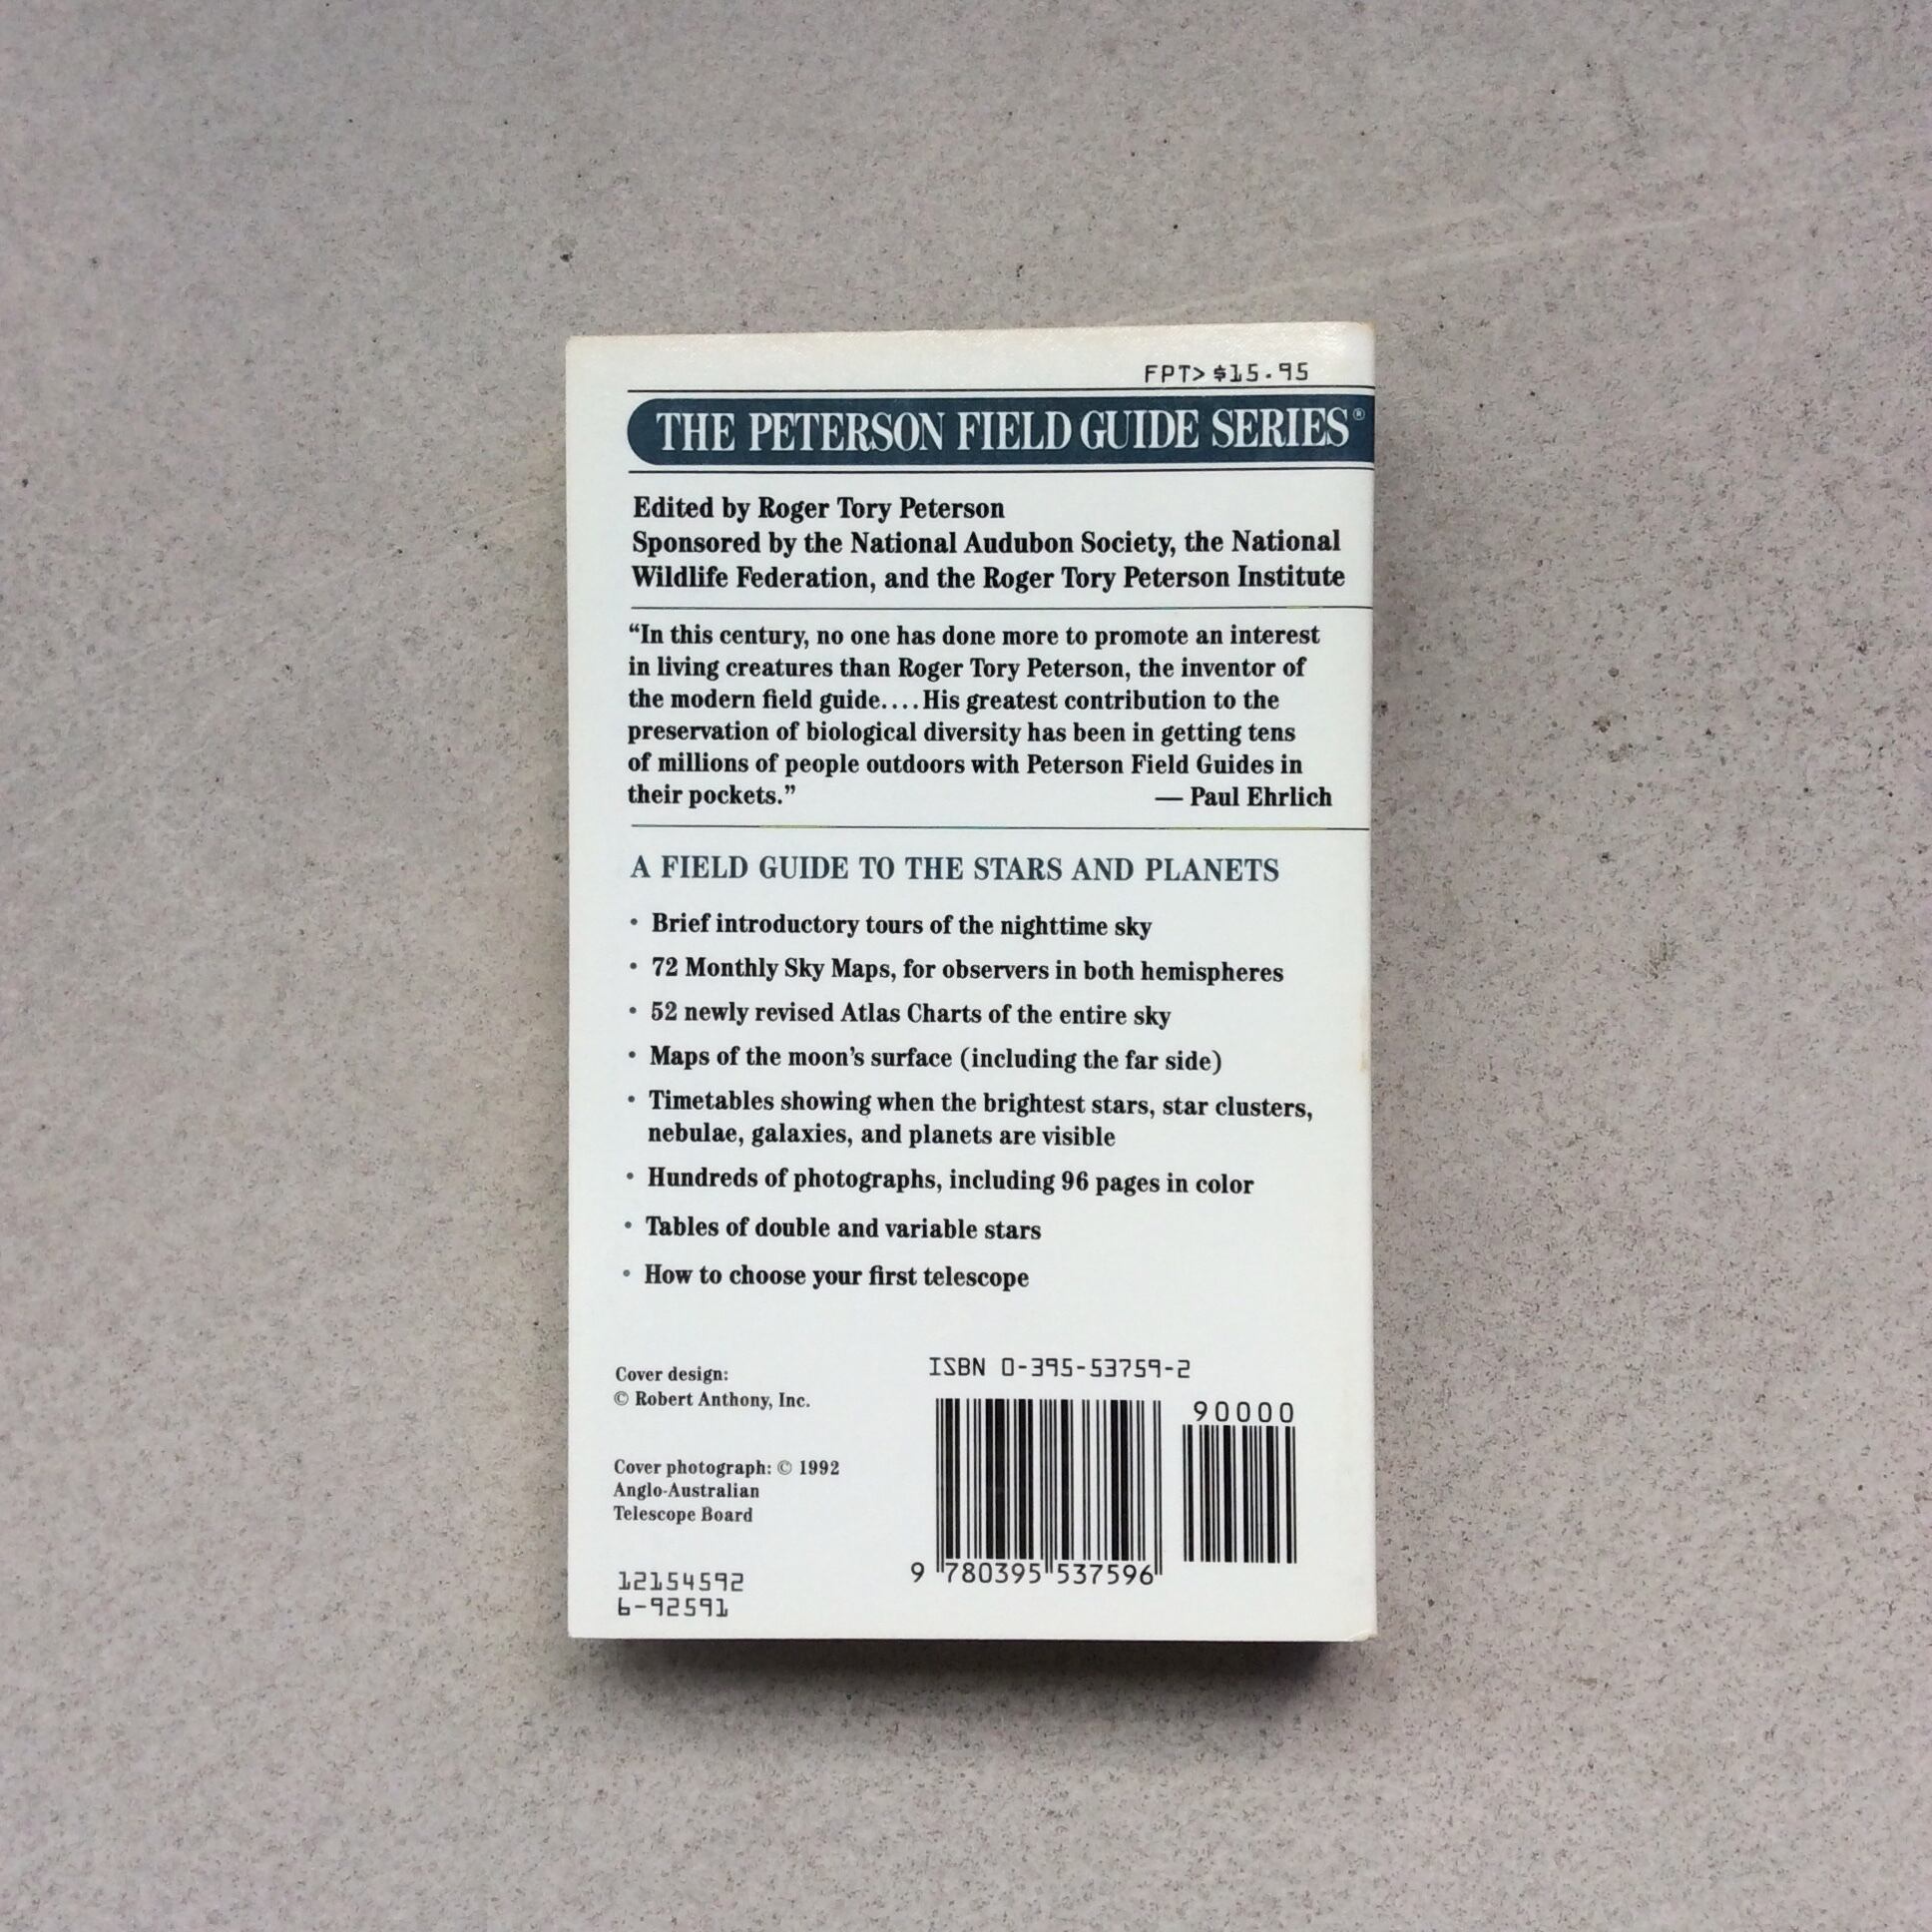 FPT> $15.95
THE PETERSON FIELD GUIDE SERIES®
Edited by Roger Tory Peterson
Sponsored by the National Audubon Society, the National
Wildlife Federation, and the Roger Tory Peterson Institute
“In this century, no one has done more to promote an interest
in living creatures than Roger Tory Peterson, the inventor of
the modern field guide....His greatest contribution to the
preservation of biological diversity has been in getting tens
of millions of people outdoors with Peterson Field Guides in
their pockets.” — Paul Ehrlich
A FIELD GUIDE TO THE STARS AND PLANETS
• Brief introductory tours of the nighttime sky
• 72 Monthly Sky Maps, for observers in both hemispheres
• 52 newly revised Atlas Charts of the entire sky
• Maps of the moon’s surface (including the far side)
• Timetables showing when the brightest stars, star clusters,
nebulae, galaxies, and planets are visible
• Hundreds of photographs, including 96 pages in color
• Tables of double and variable stars
• How to choose your first telescope
Cover design:
© Robert Anthony, Inc.
Cover photograph: © 1992
Anglo-Australian
Telescope Board
12154592
6-92591
ISBN 0-395-53759-2
90000
9 780395 537596